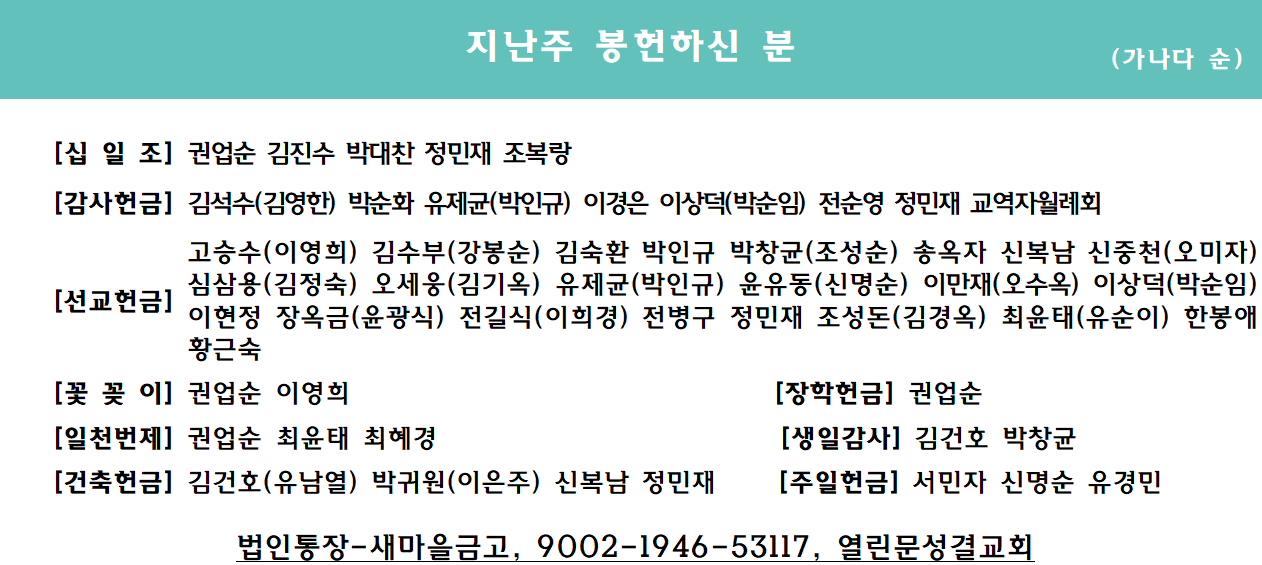 지난주 봉헌하신 분
(가나다 순)
[십 일 조] 권업순 김진수 박대찬 정민재 조복랑
[감사헌금] 김석수(김영한) 박순화 유제균(박인규) 이경은 이상덕(박순임) 전순영 정민재 교역자월례회
[선교헌금] 고승수(이영희) 김수부(강봉순) 김숙환 박인규 박창균(조성순) 송옥자 신복남 신중천(오미자)
심삼용(김정숙) 오세웅(김기옥) 유제균(박인규) 윤유동(신명순) 이만재(오수옥) 이상덕(박순임)
이현정 장옥금(윤광식) 전길식(이희경) 전병구 정민재 조성돈(김경옥) 최윤태(유순이) 한봉애
황근숙
[꽃 꽂 이] 권업순 이영희 [장학헌금] 권업순
[일천번제] 권업순 최윤태 최혜경 [생일감사] 김건호 박창균
[건축헌금] 김건호(유남열) 박귀원(이은주) 신복남 정민재 [주일헌금] 서민자 신명순 유경민
법인통장-새마을금고, 9002-1946-53117, 열린문성결교회